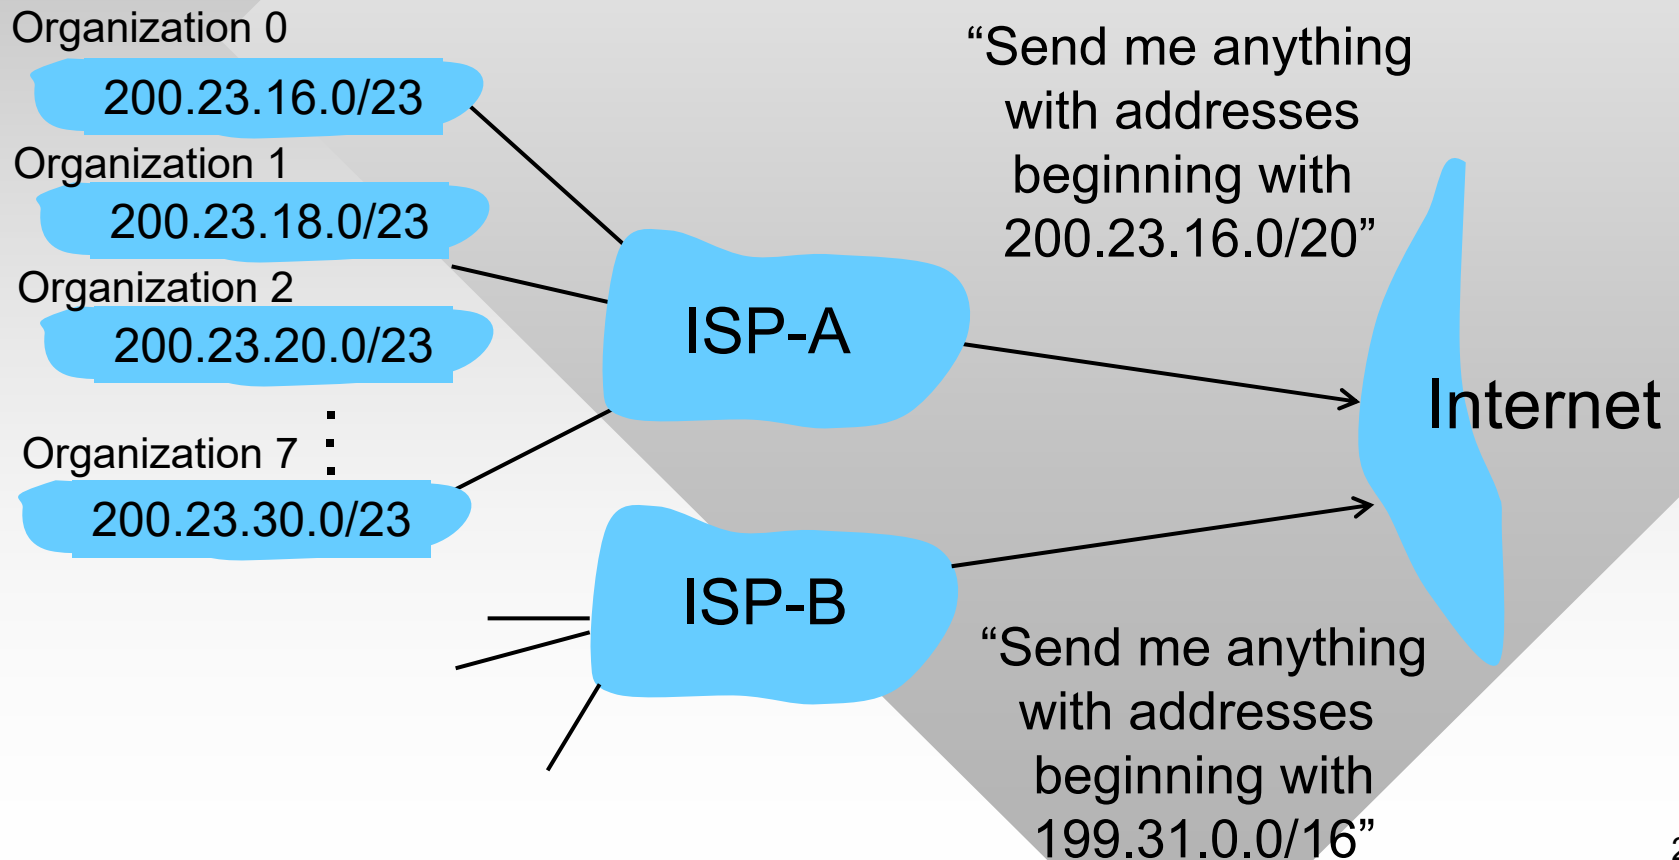 Organization 0
200.23.16.0/23
Organization 1
200.23.18.0/23
Organization 2
200.23.20.0/23
Organization 7
200.23.30.0/23
ISP-A
ISP-B
“Send me anything
with addresses
beginning with
200.23.16.0/20”
Internet
“Send me anything
with addresses
beginning with
199.31.0.0/16”